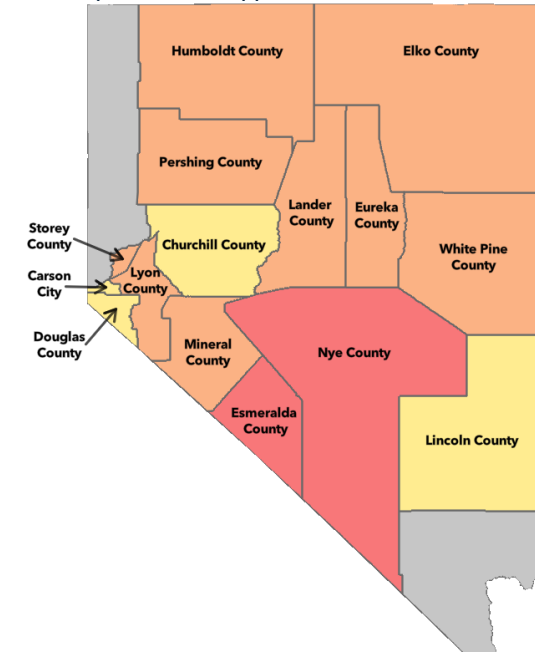 Humboldt County
Elko County
Pershing County
Lander
County
Eureka
County
Storey
County
Churchill County
White Pine
County
Carson
City
Lyon
County
Douglas
County
Mineral
County
Nye County
Esmeralda
County
Lincoln County